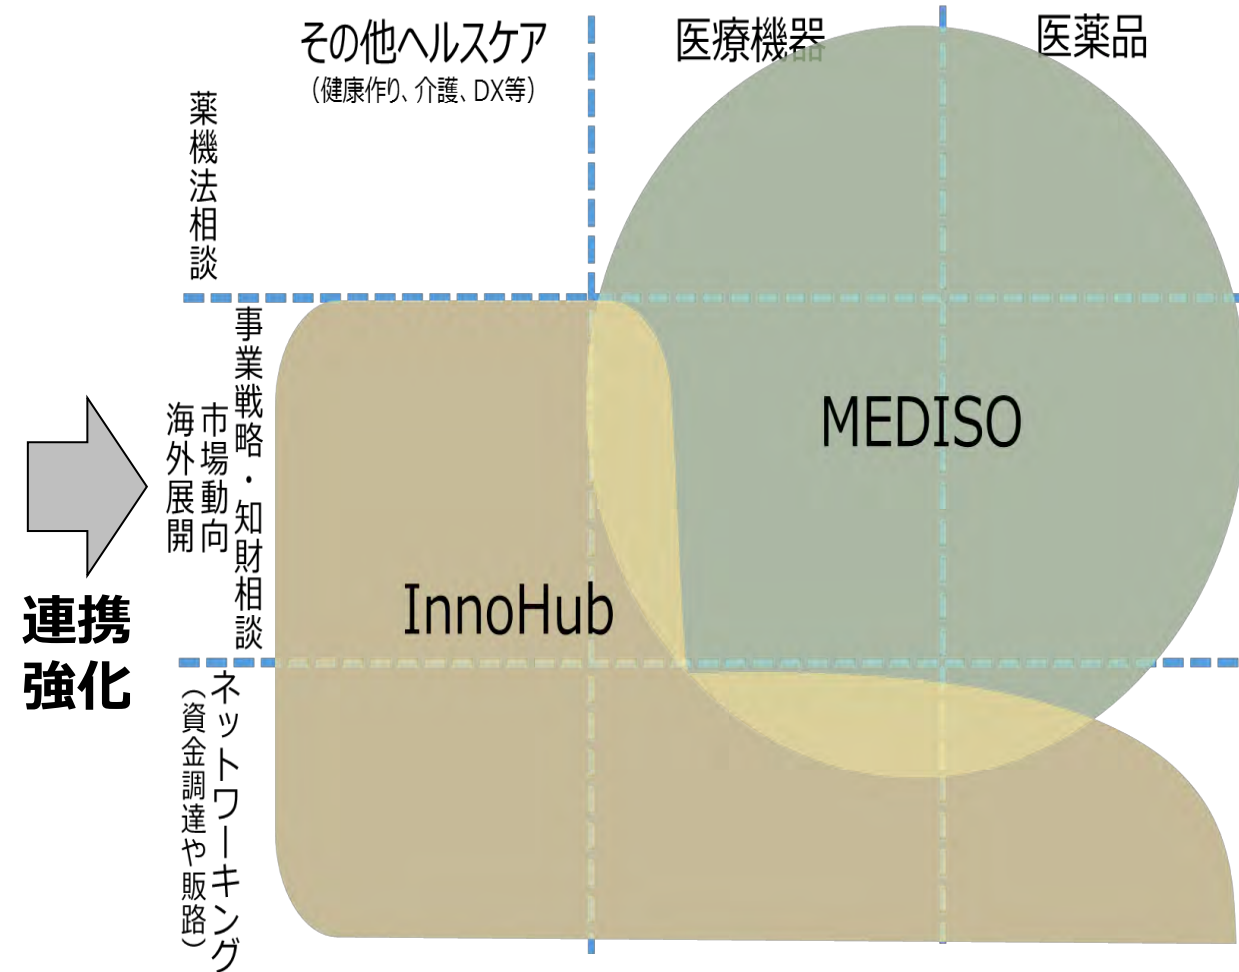 その他ヘルスケア
（健康作り、介護、DX等）
医療機器
医薬品
薬機法相談
事業戦略・知財相談
市場動向
海外展開
MEDISO
InnoHub
連携
強化
ネットワーキング
（資金調達や販路）